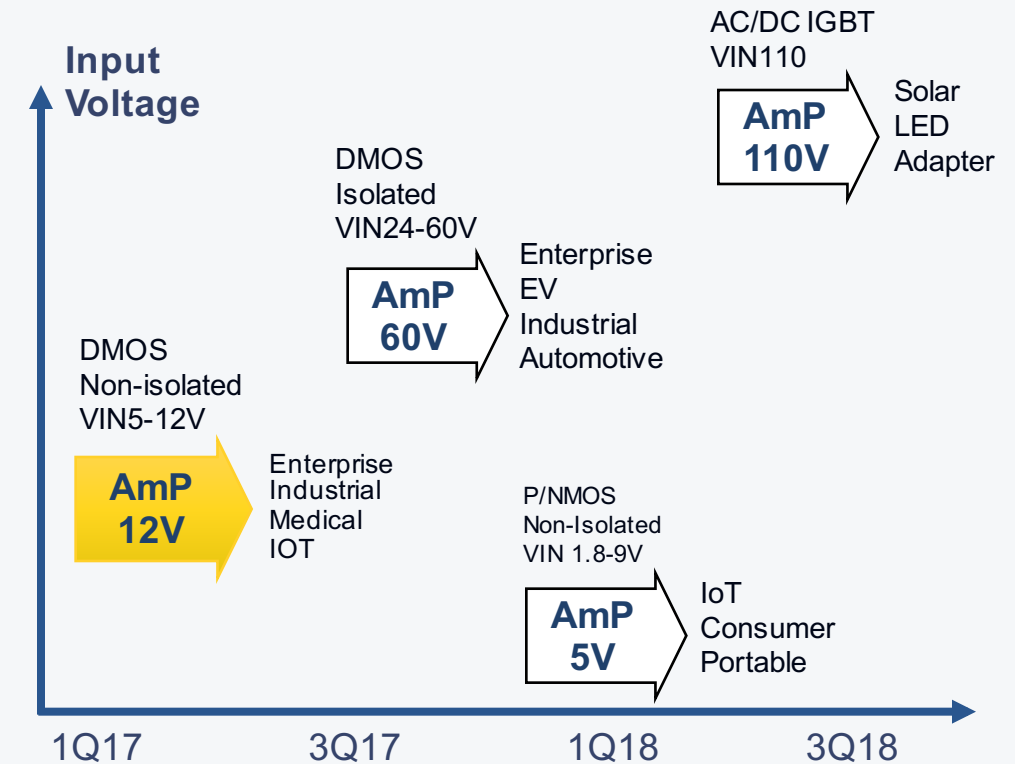 AC/DC IGBT
VIN110
Input
Voltage
AmP
110V
Solar
LED
Adapter
DMOS
Isolated
VIN24-60V
AmP
60V
Enterprise
EV
Industrial
Automotive
DMOS
Non-isolated
VIN5-12V
AmP
12V
Enterprise
Industrial
Medical
IOT
P/NMOS
Non-Isolated
VIN 1.8-9V
AmP
5V
IoT
Consumer
Portable
1Q17
3Q17
1Q18
3Q18